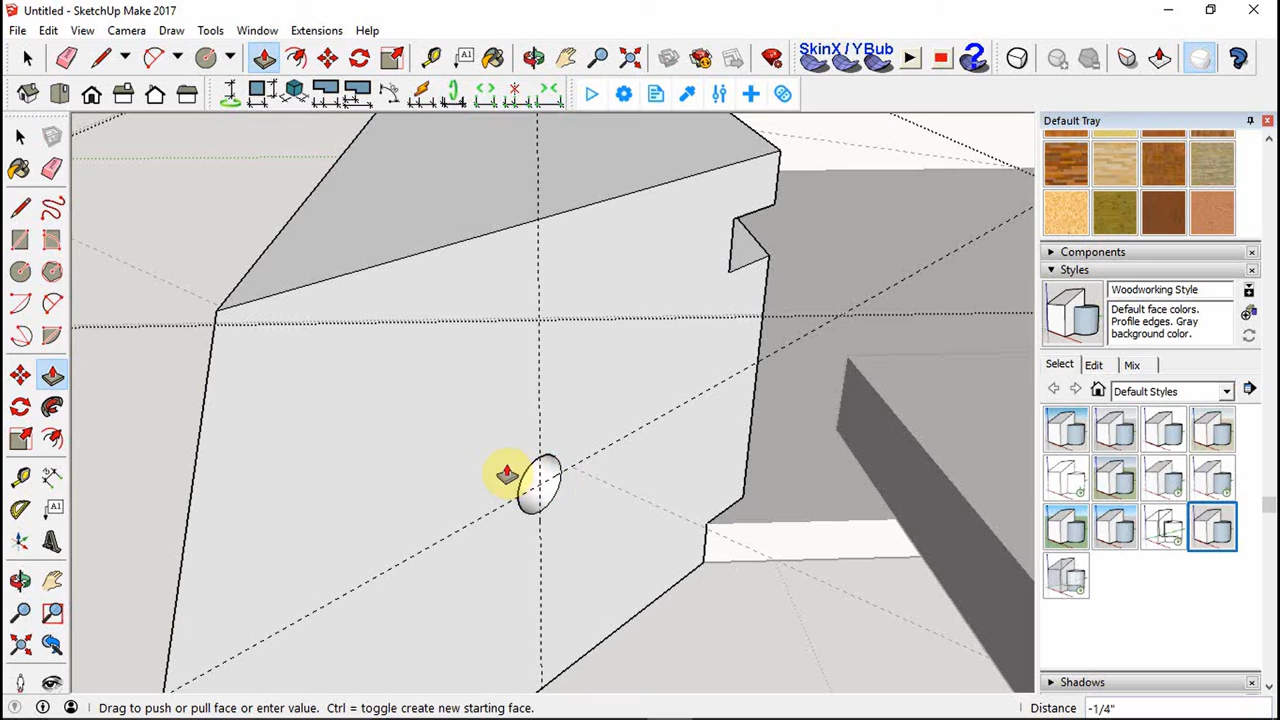 Untitled - SketchUp Make 2017
File Edit View Camera Draw Tools Window Extensions Help
A1
SkinX / YBub
Default Tray
Components
Styles
Woodworking Style
Default face colors.
Profile edges. Gray
background color.
Select Edit Mix
Default Styles
A1
Shadows
Drag to push or pull face or enter value. Ctrl = toggle create new starting face.
Distance -1/4"